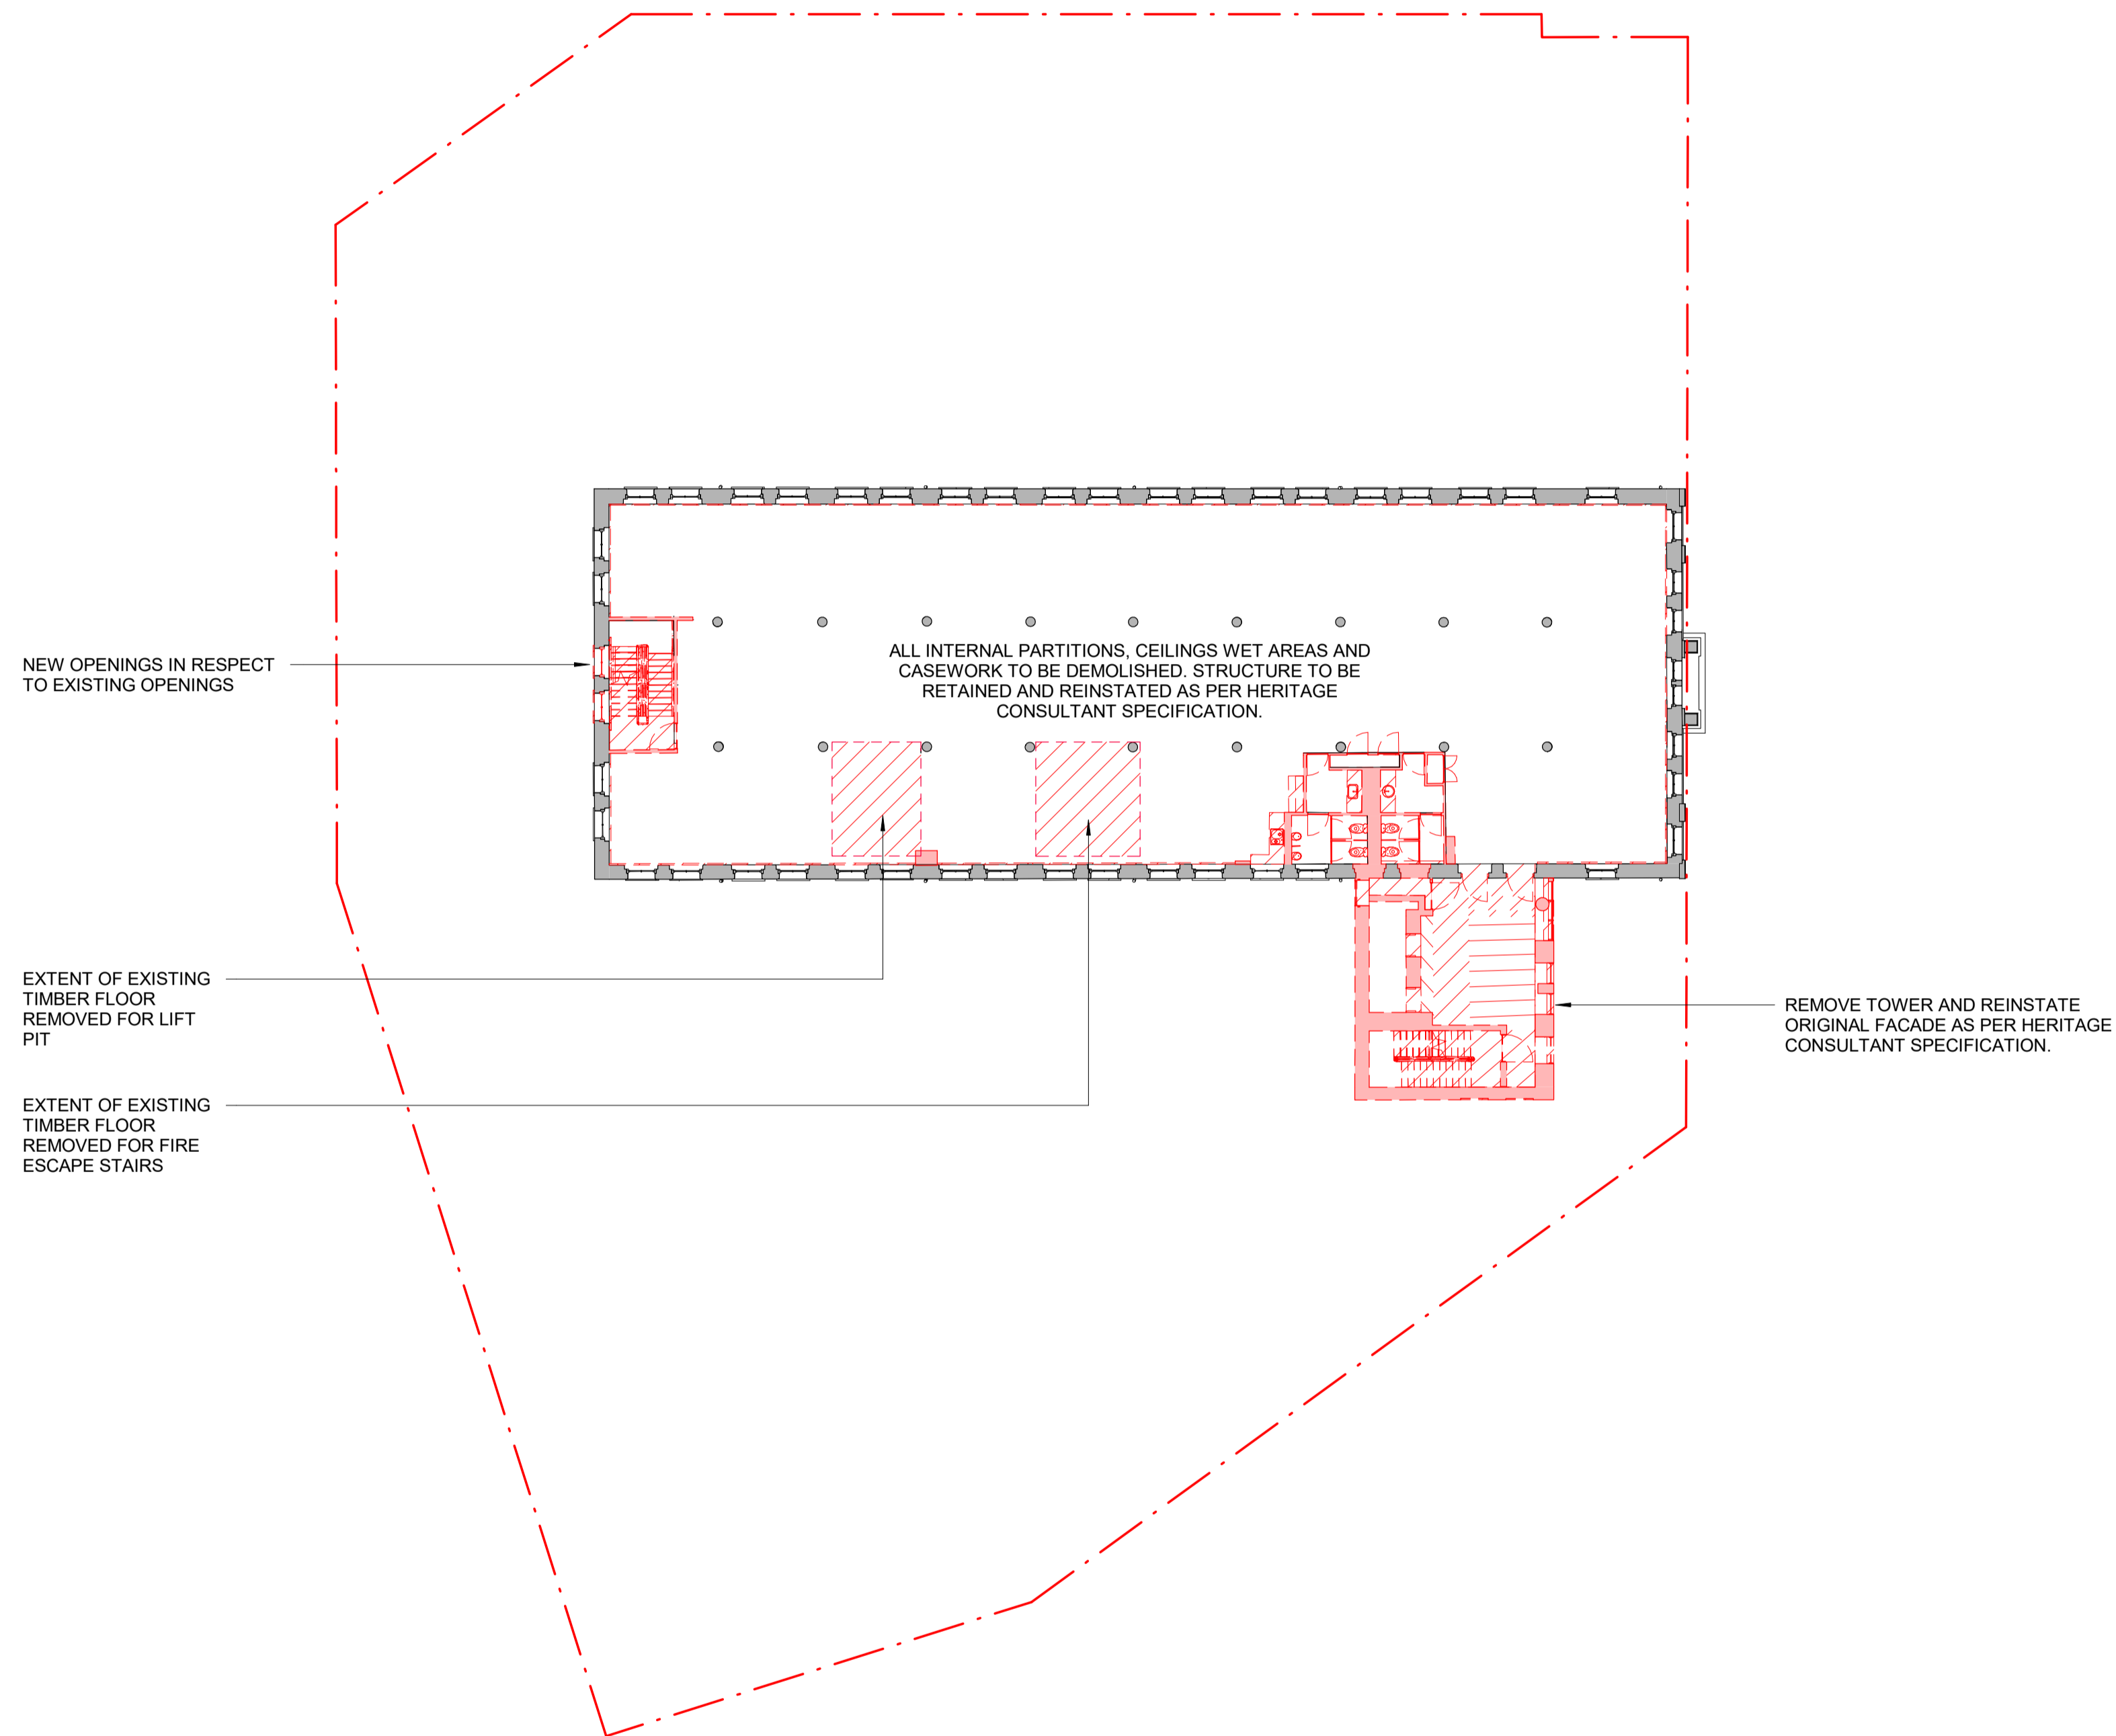 ALL INTERNAL PARTITIONS, CEILINGS WET AREAS AND
CASEWORK TO BE DEMOLISHED. STRUCTURE TO BE
RETAINED AND REINSTATED AS PER HERITAGE
CONSULTANT SPECIFICATION.
NEW OPENINGS IN RESPECT
TO EXISTING OPENINGS
EXTENT OF EXISTING
TIMBER FLOOR
REMOVED FOR LIFT
PIT
REMOVE TOWER AND REINSTATE
ORIGINAL FACADE AS PER HERITAGE
CONSULTANT SPECIFICATION.
EXTENT OF EXISTING
TIMBER FLOOR
REMOVED FOR FIRE
ESCAPE STAIRS